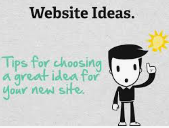 Website Ideas.
Tips for choosing
a great idea for
your new site.